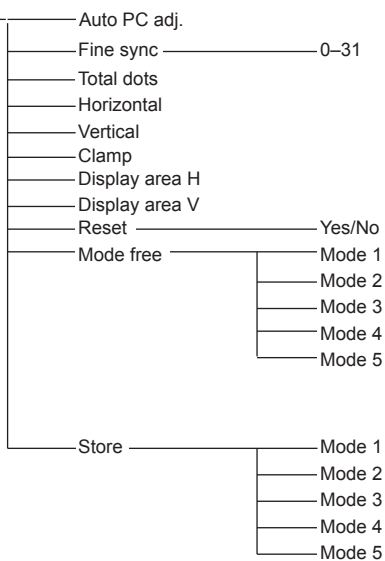 Auto PC adj.
Fine sync 0–31
Total dots
Horizontal
Vertical
Clamp
Display area H
Display area V
Reset Yes/No
Mode free Mode 1
Mode 2
Mode 3
Mode 4
Mode 5
Store Mode 1
Mode 2
Mode 3
Mode 4
Mode 5